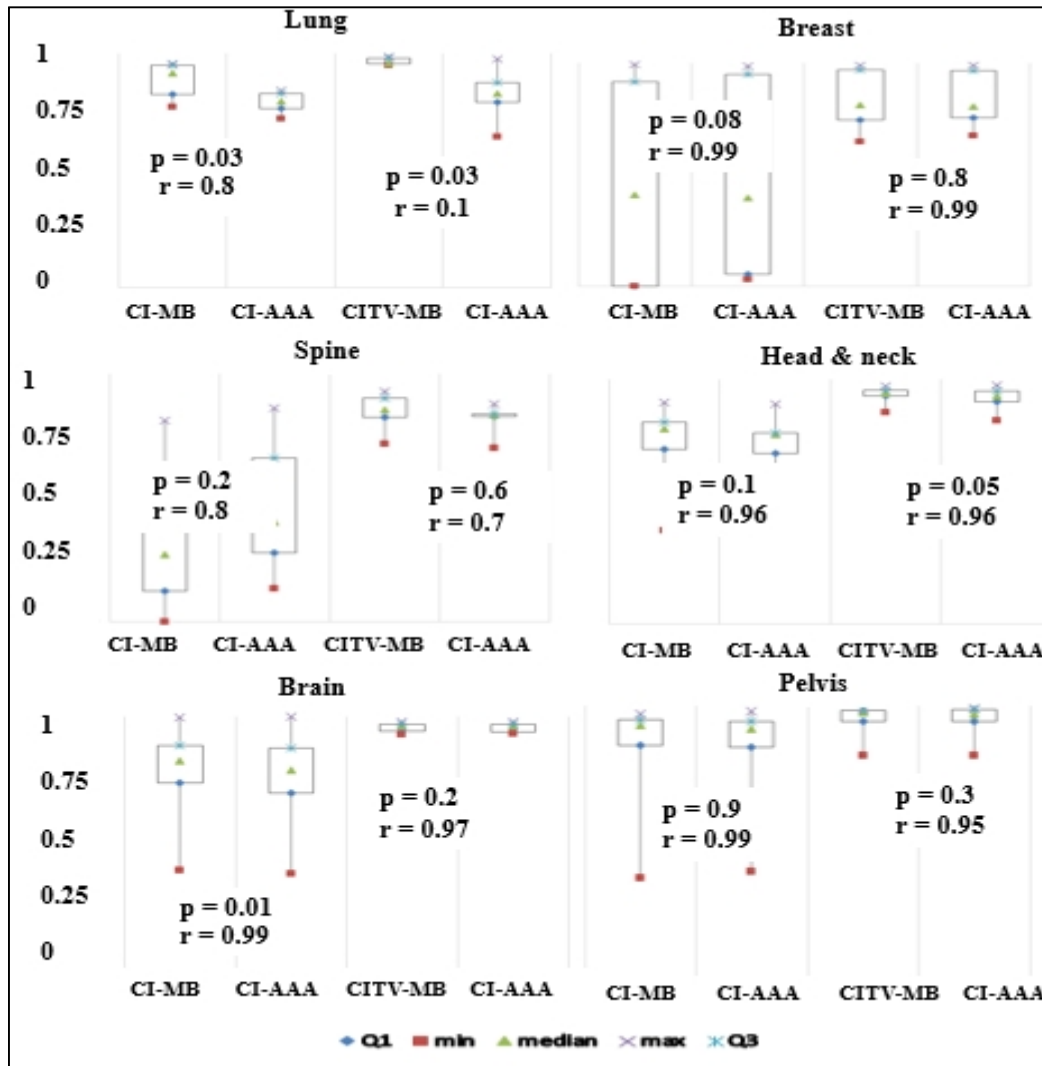 Lung
1
0.75
0.5
0.25
0
p = 0.03
r = 0.8
p = 0.03
r = 0.1
CI-MB CI-AAA CITV-MB CI-AAA
Breast
p = 0.08
r = 0.99
p = 0.8
r = 0.99
CI-MB CI-AAA CITV-MB CI-AAA
Spine
1
0.75
0.5
0.25
0
p = 0.2
r = 0.8
p = 0.6
r = 0.7
CI-MB CI-AAA CITV-MB CI-AAA
Head & neck
p = 0.1
r = 0.96
p = 0.05
r = 0.96
CI-MB CI-AAA CITV-MB CI-AAA
Brain
1
0.75
0.5
0.25
0
p = 0.2
r = 0.97
p = 0.01
r = 0.99
CI-MB CI-AAA CITV-MB CI-AAA
Pelvis
p = 0.9
r = 0.99
p = 0.3
r = 0.95
CI-MB CI-AAA CITV-MB CI-AAA
Q1 min median max Q3